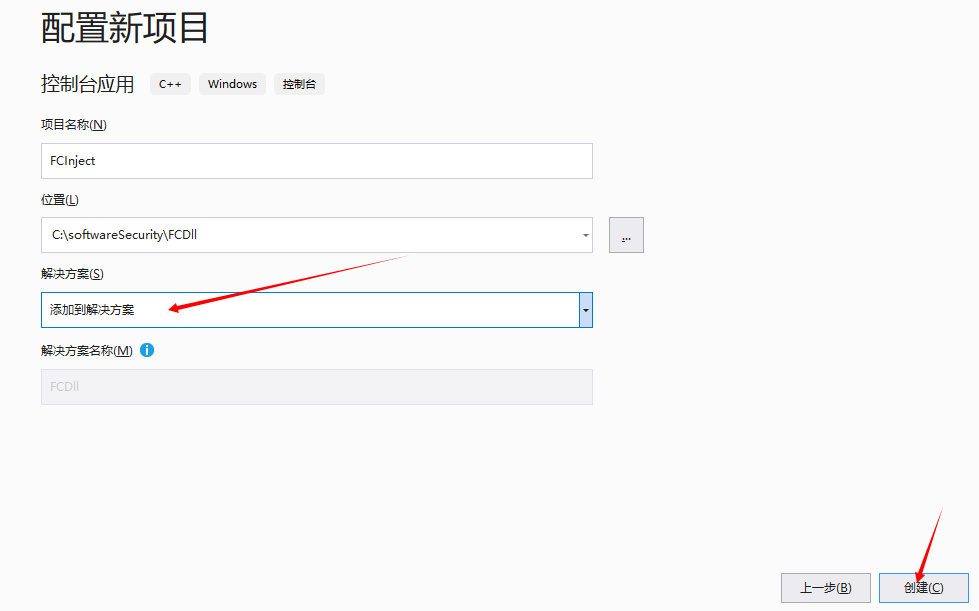 配置新项目
控制台应用 C++ Windows 控制台
项目名称(N)
FCInject
位置(L)
C:\softwareSecurity\FCDll
...
解决方案(S)
添加到解决方案
解决方案名称(M) i
FCDll
上一步(B) 创建(C)